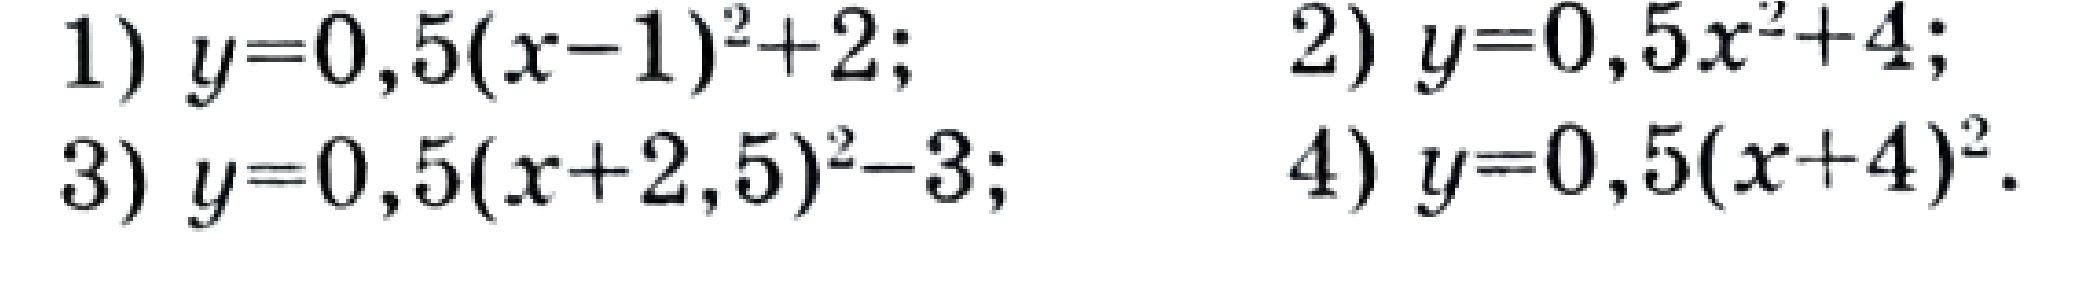 1) y=0,5(x−1)²+2; 2) y=0,5x²+4;
3) y=0,5(x+2,5)²−3; 4) y=0,5(x+4)².